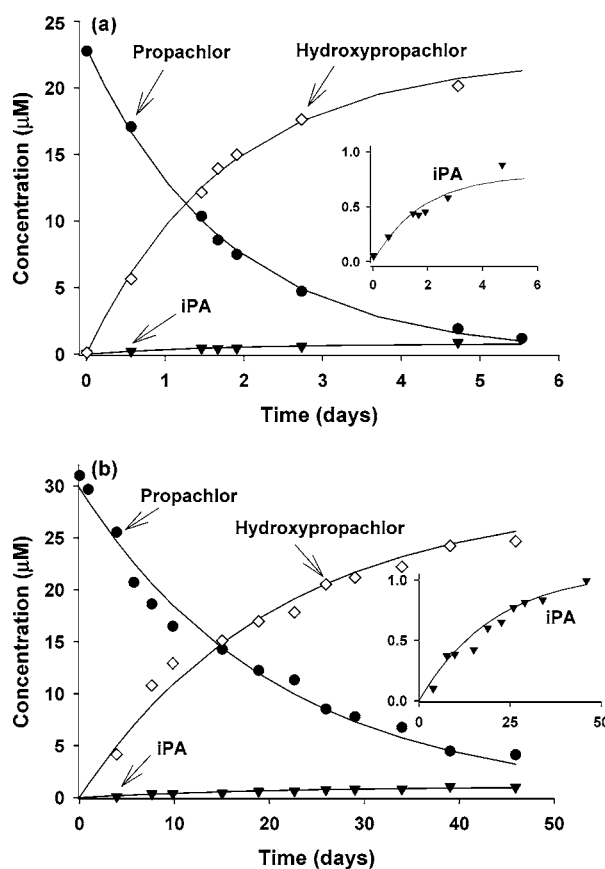 (a)
Propachlor
Hydroxypropachlor
iPA
iPA
Concentration (μM)
25
20
15
10
5
0
0 1 2 3 4 5 6
Time (days)
1.0
0.5
0.0
0 2 4 6
(b)
Propachlor
Hydroxypropachlor
iPA
iPA
Concentration (μM)
30
25
20
15
10
5
0
0 10 20 30 40 50
Time (days)
1.0
0.5
0.0
0 25 50